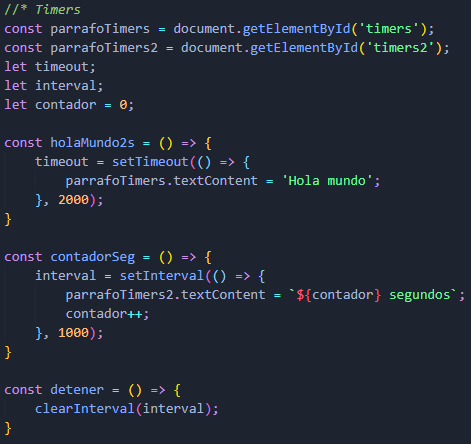 //* Timers
const parrafoTimers = document.getElementById('timers');
const parrafoTimers2 = document.getElementById('timers2');
let timeout;
let interval;
let contador = 0;

const holaMundo2s = () => {
    timeout = setTimeout(() => {
        parrafoTimers.textContent = 'Hola mundo';
    }, 2000);
}

const contadorSeg = () => {
    interval = setInterval(() => {
        parrafoTimers2.textContent = `${contador} segundos`;
        contador++;
    }, 1000);
}

const detener = () => {
    clearInterval(interval);
}